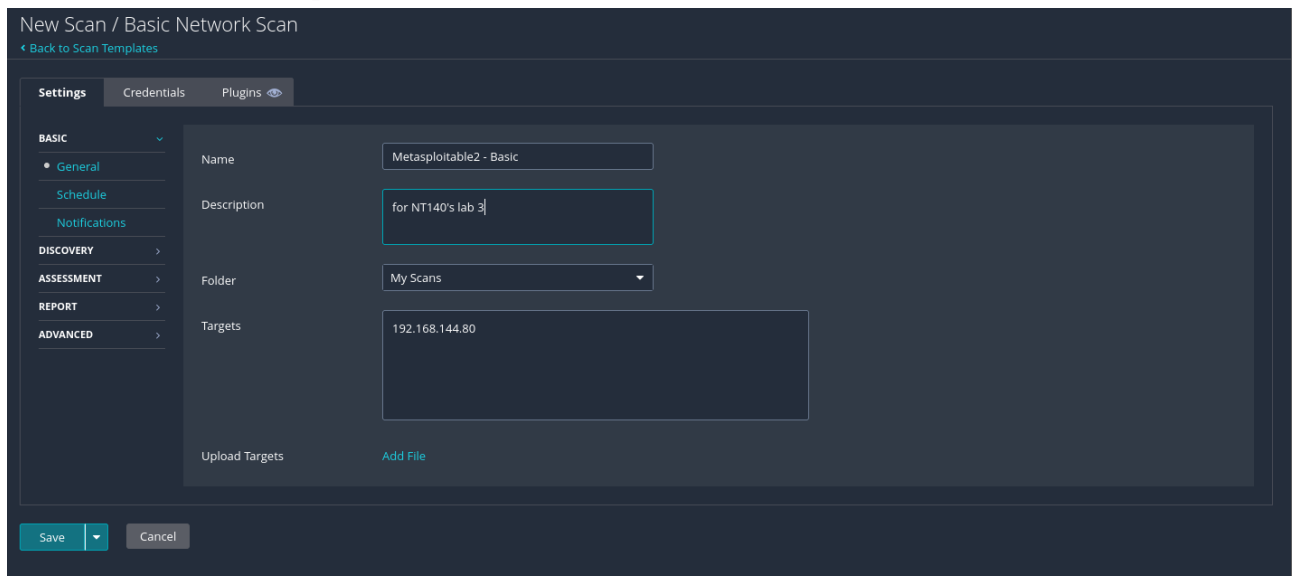 New Scan / Basic Network Scan
Back to Scan Templates
Settings
Credentials
Plugins
BASIC
General
Schedule
Notifications
DISCOVERY
ASSESSMENT
REPORT
ADVANCED
Name
Metasploitable2 - Basic
Description
for NT140's lab 3
Folder
My Scans
Targets
192.168.144.80
Upload Targets
Add File
Save
Cancel